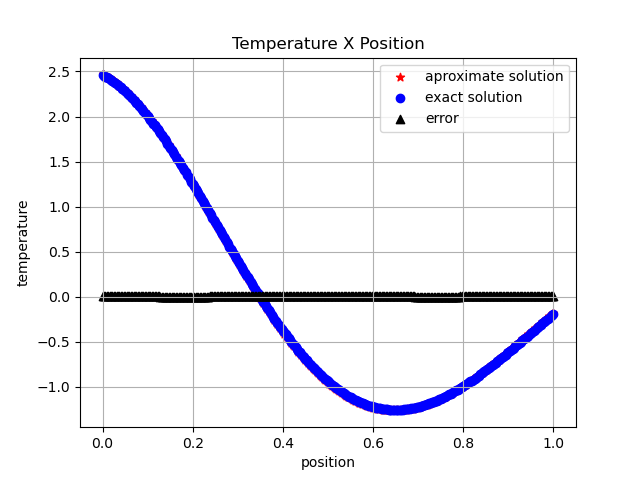 Temperature X Position
aproximate solution
exact solution
error
temperature
2.5
2.0
1.5
1.0
0.5
0.0
−0.5
−1.0
0.0 0.2 0.4 0.6 0.8 1.0
position